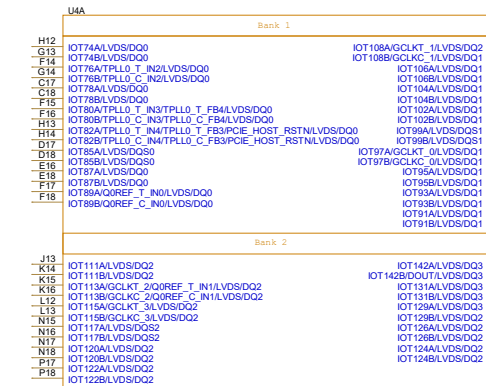 U4A
Bank 1
H12 IOT74A/LVDS/DQ0 IOT108A/GCLKT_1/LVDS/DQ2
G13 IOT74B/LVDS/DQ0 IOT108B/GCLKC_1/LVDS/DQ2
F14 IOT76A/TPLL0_T_IN2/LVDS/DQ0 IOT106A/LVDS/DQ1
G14 IOT76B/TPLL0_C_IN2/LVDS/DQ0 IOT106B/LVDS/DQ1
C17 IOT78A/LVDS/DQ0 IOT104A/LVDS/DQ1
C18 IOT78B/LVDS/DQ0 IOT104B/LVDS/DQ1
F15 IOT80A/TPLL0_T_IN3/TPLL0_T_FB4/LVDS/DQ0 IOT102A/LVDS/DQ1
F16 IOT80B/TPLL0_C_IN3/TPLL0_C_FB4/LVDS/DQ0 IOT102B/LVDS/DQ1
H13 IOT82A/TPLL0_T_IN4/TPLL0_T_FB3/PCIE_HOST_RSTN/LVDS/DQ0 IOT99A/LVDS/DQS1
H14 IOT82B/TPLL0_C_IN4/TPLL0_C_FB3/PCIE_HOST_RSTN/LVDS/DQ0 IOT99B/LVDS/DQS1
D17 IOT85A/LVDS/DQS0 IOT97A/GCLKT_0/LVDS/DQ1
D18 IOT85B/LVDS/DQS0 IOT97B/GCLKC_0/LVDS/DQ1
E16 IOT87A/LVDS/DQ0 IOT95A/LVDS/DQ1
E18 IOT87B/LVDS/DQ0 IOT95B/LVDS/DQ1
F17 IOT89A/Q0REF_T_IN0/LVDS/DQ0 IOT93A/LVDS/DQ1
F18 IOT89B/Q0REF_C_IN0/LVDS/DQ0 IOT93B/LVDS/DQ1
IOT91A/LVDS/DQ1
IOT91B/LVDS/DQ1
Bank 2
J13 IOT111A/LVDS/DQ2 IOT142A/LVDS/DQ3
K14 IOT111B/LVDS/DQ2 IOT142B/DOUT/LVDS/DQ3
K15 IOT113A/GCLKT_2/Q0REF_T_IN1/LVDS/DQ2 IOT131A/LVDS/DQ3
K16 IOT113B/GCLKC_2/Q0REF_C_IN1/LVDS/DQ2 IOT131B/LVDS/DQ3
L12 IOT115A/GCLKT_3/LVDS/DQ2 IOT129A/LVDS/DQ3
L13 IOT115B/GCLKC_3/LVDS/DQ2 IOT129B/LVDS/DQ2
N15 IOT117A/LVDS/DQS2 IOT126A/LVDS/DQ2
N16 IOT117B/LVDS/DQS2 IOT126B/LVDS/DQ2
N17 IOT120A/LVDS/DQ2 IOT124A/LVDS/DQ2
N18 IOT120B/LVDS/DQ2 IOT124B/LVDS/DQ2
P17 IOT122A/LVDS/DQ2
P18 IOT122B/LVDS/DQ2